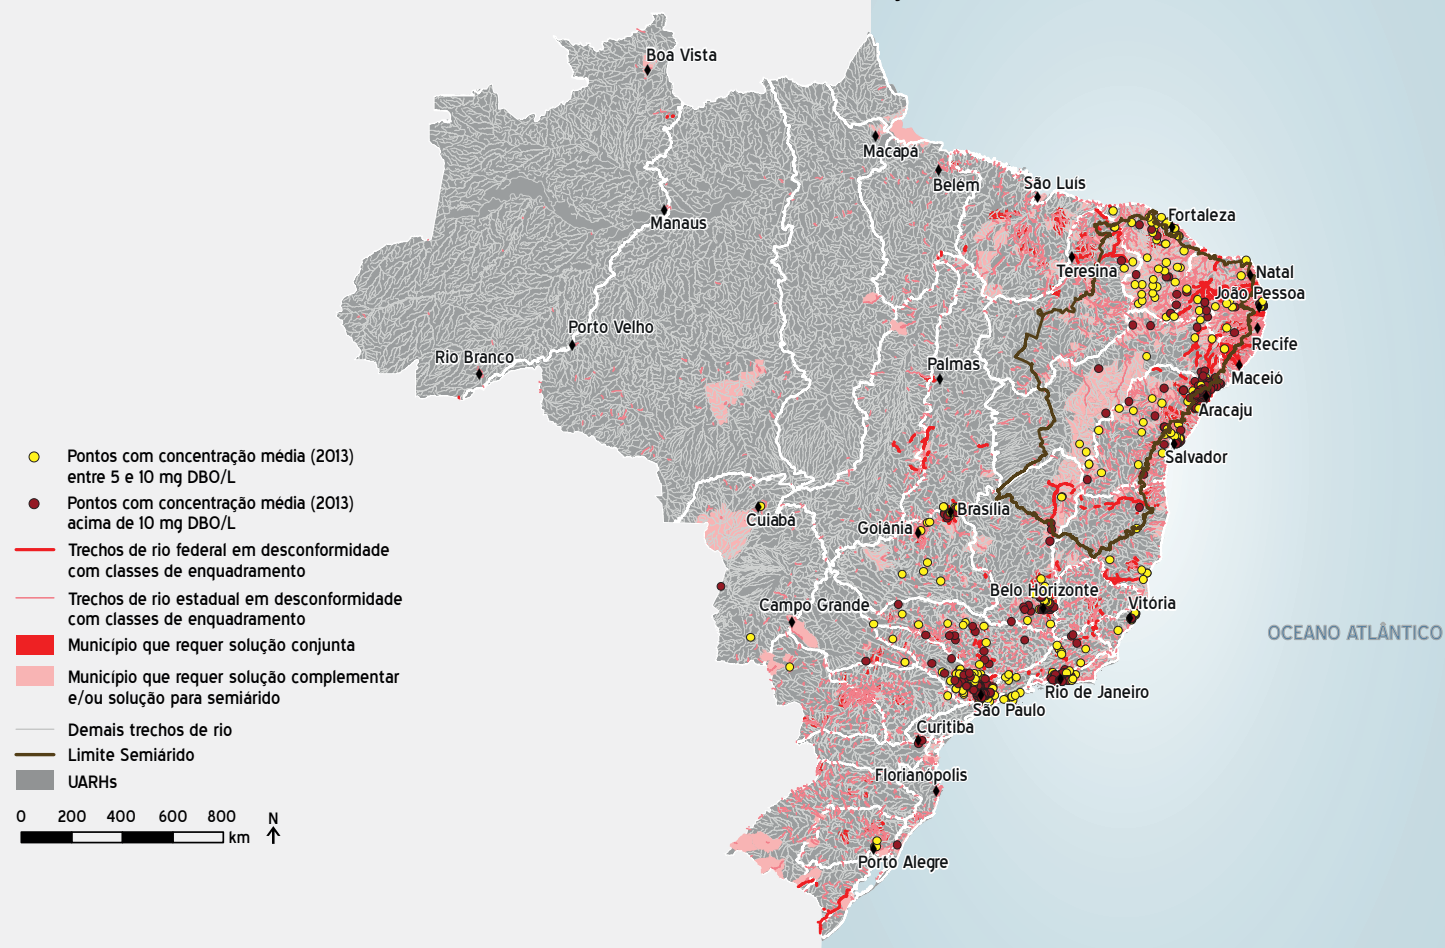 Boa Vista
Macapá
Belém
São Luís
Fortaleza
Manaus
Teresina
Natal
João Pessoa
Porto Velho
Recife
Rio Branco
Palmas
Maceió
Aracaju
Salvador
Pontos com concentração média (2013)
entre 5 e 10 mg DBO/L
Pontos com concentração média (2013)
acima de 10 mg DBO/L
Cuiabá
Goiânia
Brasília
Trechos de rio federal em desconformidade
com classes de enquadramento
Trechos de rio estadual em desconformidade
com classes de enquadramento
Belo Horizonte
Campo Grande
Vitória
OCEANO ATLÂNTICO
Município que requer solução conjunta
Município que requer solução complementar
e/ou solução para semiárido
Rio de Janeiro
São Paulo
Demais trechos de rio
Curitiba
Limite Semiárido
Florianópolis
UARHs
0 200 400 600 800
km
N
Porto Alegre